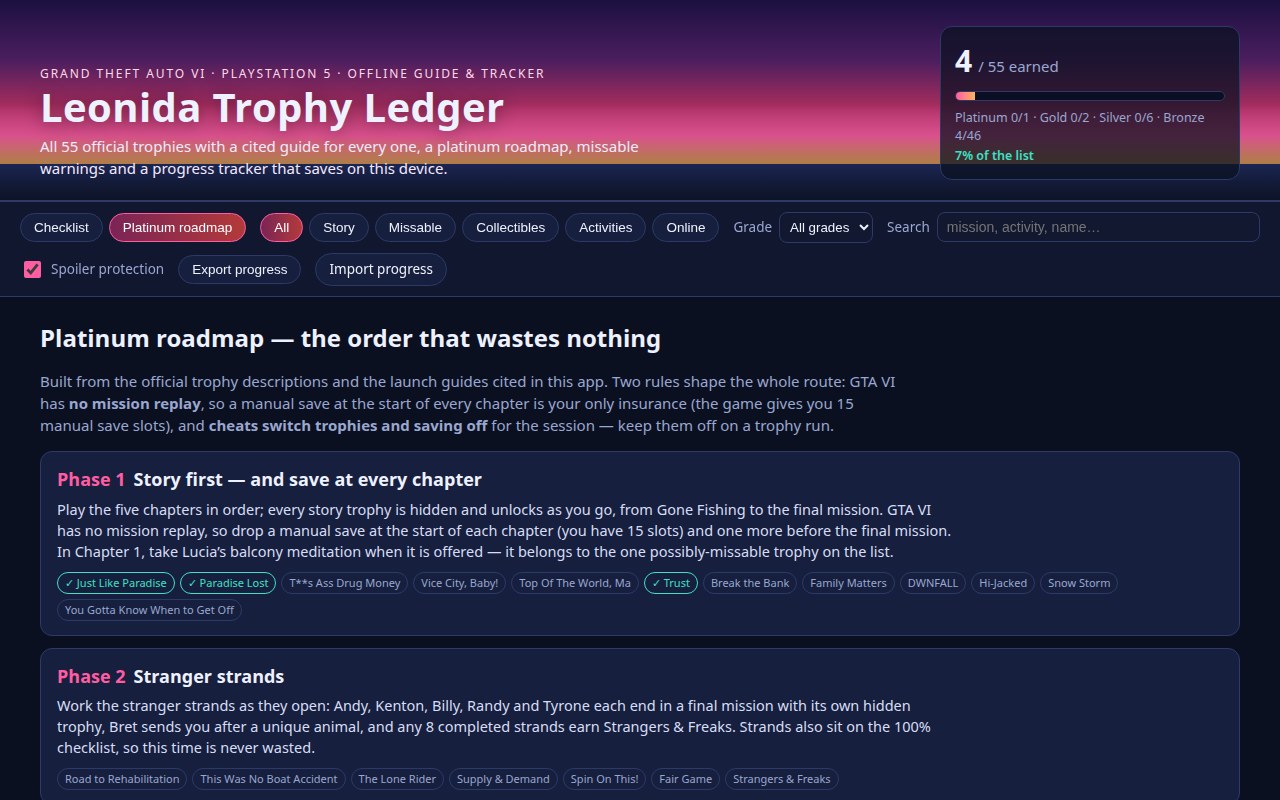 GRAND THEFT AUTO VI · PLAYSTATION 5 · OFFLINE GUIDE & TRACKER
Leonida Trophy Ledger
All 55 official trophies with a cited guide for every one, a platinum roadmap, missable
warnings and a progress tracker that saves on this device.
4 / 55 earned
Platinum 0/1 · Gold 0/2 · Silver 0/6 · Bronze
4/46
7% of the list
Checklist Platinum roadmap All Story Missable Collectibles Activities Online Grade All grades Search mission, activity, name…
Spoiler protection Export progress Import progress
Platinum roadmap — the order that wastes nothing
Built from the official trophy descriptions and the launch guides cited in this app. Two rules shape the whole route: GTA VI
has no mission replay, so a manual save at the start of every chapter is your only insurance (the game gives you 15
manual save slots), and cheats switch trophies and saving off for the session — keep them off on a trophy run.
Phase 1 Story first — and save at every chapter
Play the five chapters in order; every story trophy is hidden and unlocks as you go, from Gone Fishing to the final mission. GTA VI
has no mission replay, so drop a manual save at the start of each chapter (you have 15 slots) and one more before the final mission.
In Chapter 1, take Lucia’s balcony meditation when it is offered — it belongs to the one possibly-missable trophy on the list.
✓ Just Like Paradise ✓ Paradise Lost T**s Ass Drug Money Vice City, Baby! Top Of The World, Ma ✓ Trust Break the Bank Family Matters DWNFALL Hi-Jacked Snow Storm
You Gotta Know When to Get Off
Phase 2 Stranger strands
Work the stranger strands as they open: Andy, Kenton, Billy, Randy and Tyrone each end in a final mission with its own hidden
trophy, Bret sends you after a unique animal, and any 8 completed strands earn Strangers & Freaks. Strands also sit on the 100%
checklist, so this time is never wasted.
Road to Rehabilitation This Was No Boat Accident The Lone Rider Supply & Demand Spin On This! Fair Game Strangers & Freaks